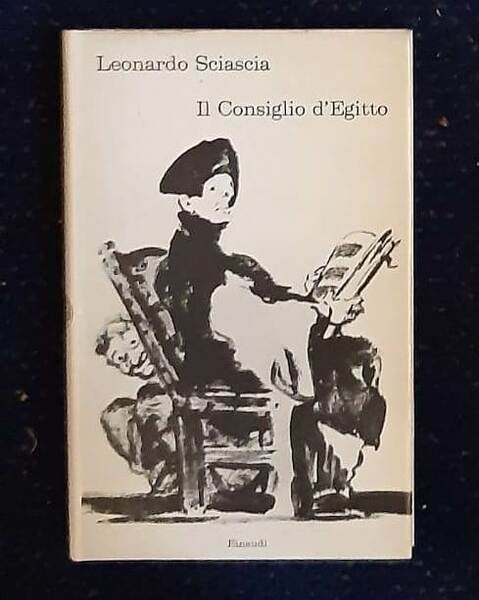 Leonardo Sciascia
Il Consiglio d'Egitto
Einaudi